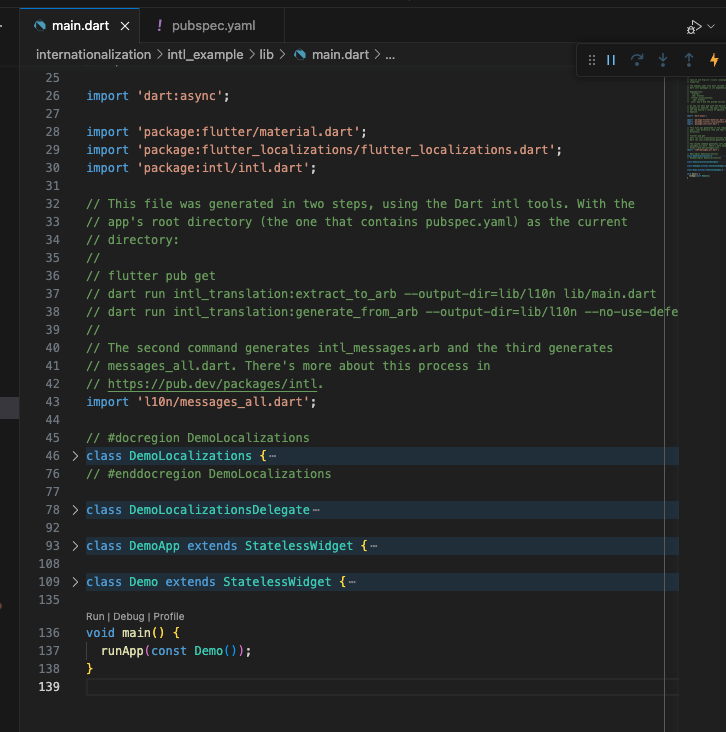 main.dart
pubspec.yaml
internationalization > intl_example > lib > main.dart > ...
25
26 import 'dart:async';
27
28 import 'package:flutter/material.dart';
29 import 'package:flutter_localizations/flutter_localizations.dart';
30 import 'package:intl/intl.dart';
31
32 // This file was generated in two steps, using the Dart intl tools. With the
33 // app's root directory (the one that contains pubspec.yaml) as the current
34 // directory:
35 //
36 // flutter pub get
37 // dart run intl_translation:extract_to_arb --output-dir=lib/l10n lib/main.dart
38 // dart run intl_translation:generate_from_arb --output-dir=lib/l10n --no-use-defe
39 //
40 // The second command generates intl_messages.arb and the third generates
41 // messages_all.dart. There's more about this process in
42 // https://pub.dev/packages/intl.
43 import 'l10n/messages_all.dart';
44
45 // #docregion DemoLocalizations
46 class DemoLocalizations {⋯
76 // #enddocregion DemoLocalizations
77
78 class DemoLocalizationsDelegate⋯
92
93 class DemoApp extends StatelessWidget {⋯
108
109 class Demo extends StatelessWidget {⋯
135
Run | Debug | Profile
136 void main() {
137 runApp(const Demo());
138 }
139